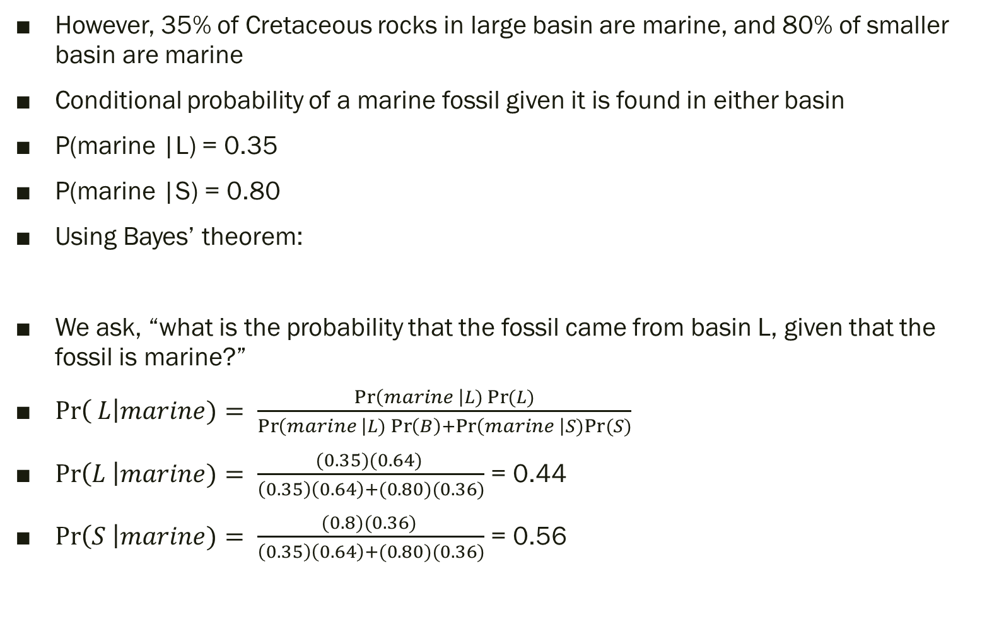 ■ However, 35% of Cretaceous rocks in large basin are marine, and 80% of smaller
basin are marine
■ Conditional probability of a marine fossil given it is found in either basin
■ P(marine |L) = 0.35
■ P(marine |S) = 0.80
■ Using Bayes’ theorem:
■ We ask, “what is the probability that the fossil came from basin L, given that the
fossil is marine?”
■ Pr( L|marine) = Pr(marine |L) Pr(L) / Pr(marine |L) Pr(B)+Pr(marine |S)Pr(S)
■ Pr(L |marine) = (0.35)(0.64) / (0.35)(0.64)+(0.80)(0.36) = 0.44
■ Pr(S |marine) = (0.8)(0.36) / (0.35)(0.64)+(0.80)(0.36) = 0.56